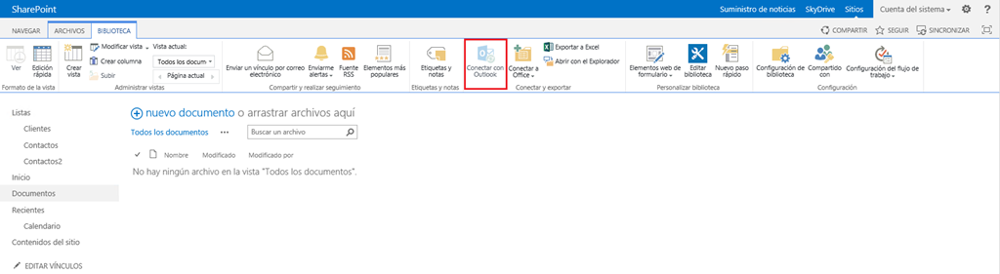 SharePoint
Suministro de noticias SkyDrive Sitios Cuenta del sistema ?
NAVEGAR ARCHIVOS BIBLIOTECA COMPARTIR SEGUIR SINCRONIZAR
Ver
Edición rápida
Formato de la vista
Crear vista
Modificar vista
Crear columna
Subir
Vista actual:
Todos los docum
Página actual
Administrar vistas
Enviar un vínculo por correo electrónico
Enviarme alertas
Fuente RSS
Elementos más populares
Compartir y realizar seguimiento
Etiquetas y notas
Etiquetas y notas
Conectar con Outlook
Conectar a Office
Exportar a Excel
Abrir con el Explorador
Conectar y exportar
Elementos web de formulario
Editar biblioteca
Nuevo paso rápido
Personalizar biblioteca
Configuración de biblioteca
Compartido con
Configuración del flujo de trabajo
Configuración
Listas
Clientes
Contactos
Contactos2
Inicio
Documentos
Recientes
Calendario
Contenidos del sitio
EDITAR VÍNCULOS
nuevo documento o arrastrar archivos aquí
Todos los documentos ••• Buscar un archivo
Nombre Modificado Modificado por
No hay ningún archivo en la vista "Todos los documentos".